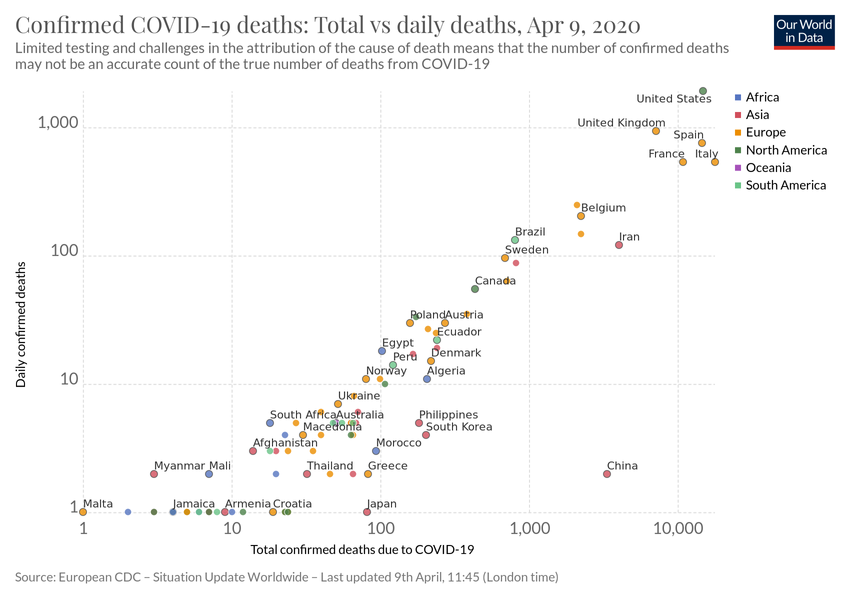 Confirmed COVID-19 deaths: Total vs daily deaths, Apr 9, 2020
Limited testing and challenges in the attribution of the cause of death means that the number of confirmed deaths
may not be an accurate count of the true number of deaths from COVID-19
Our World
in Data
Africa
Asia
Europe
North America
Oceania
South America
Daily confirmed deaths
1,000
100
10
1
United States
United Kingdom
Spain
France
Italy
Belgium
Brazil
Iran
Sweden
Canada
Poland
Austria
Ecuador
Egypt
Peru
Denmark
Norway
Algeria
Ukraine
South Africa
Australia
Philippines
Macedonia
South Korea
Afghanistan
Morocco
Myanmar
Mali
Thailand
Greece
China
Malta
Jamaica
Armenia
Croatia
Japan
1
10
100
1,000
10,000
Total confirmed deaths due to COVID-19
Source: European CDC – Situation Update Worldwide – Last updated 9th April, 11:45 (London time)